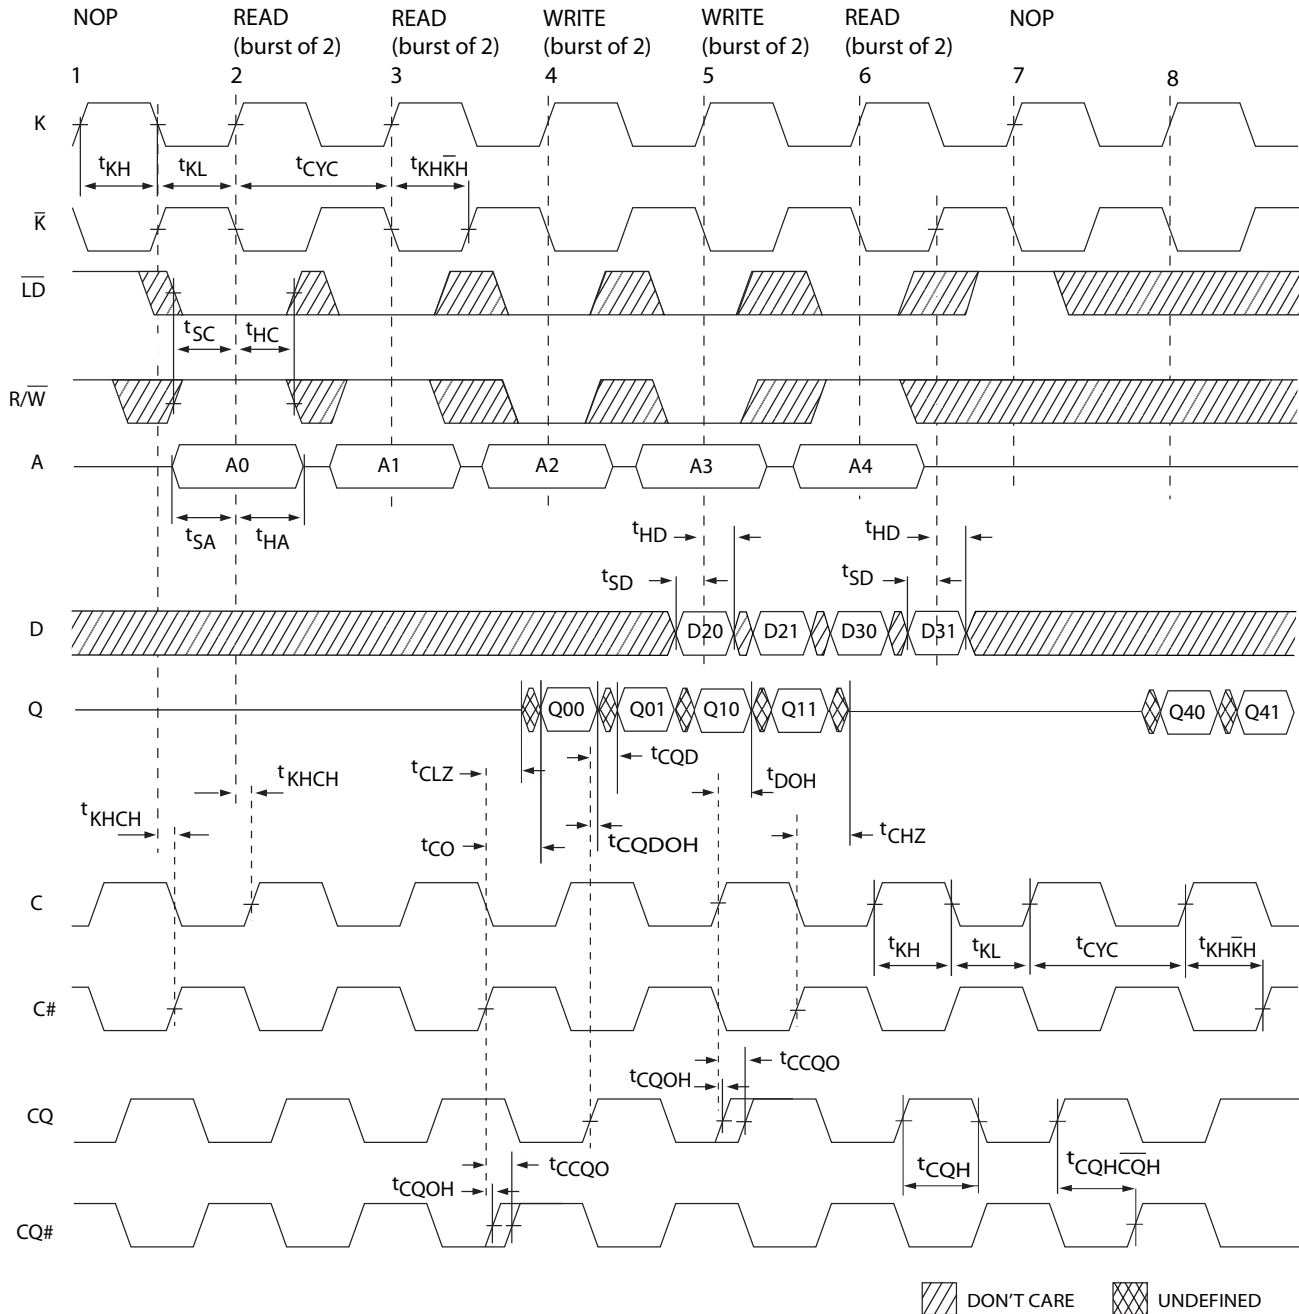 NOP READ READ WRITE WRITE READ NOP
(burst of 2) (burst of 2) (burst of 2) (burst of 2) (burst of 2)
1 2 3 4 5 6 7 8
K
tKH tKL tCYC tKHK̅H
K̅
L̅D̅
tSC tHC
R/W̅
A A0 A1 A2 A3 A4
tSA tHA tHD tHD
tSD tSD
D D20 D21 D30 D31
Q Q00 Q01 Q10 Q11 Q40 Q41
tCLZ tCQD tDOH
tKHCH
tKHCH
tCO tCQDOH tCHZ
C
tKH tKL tCYC tKHK̅H
C#
tCCQO
tCQOH
CQ
tCCQO tCQH tCQHC̅Q̅H
tCQOH
CQ#
DON'T CARE UNDEFINED